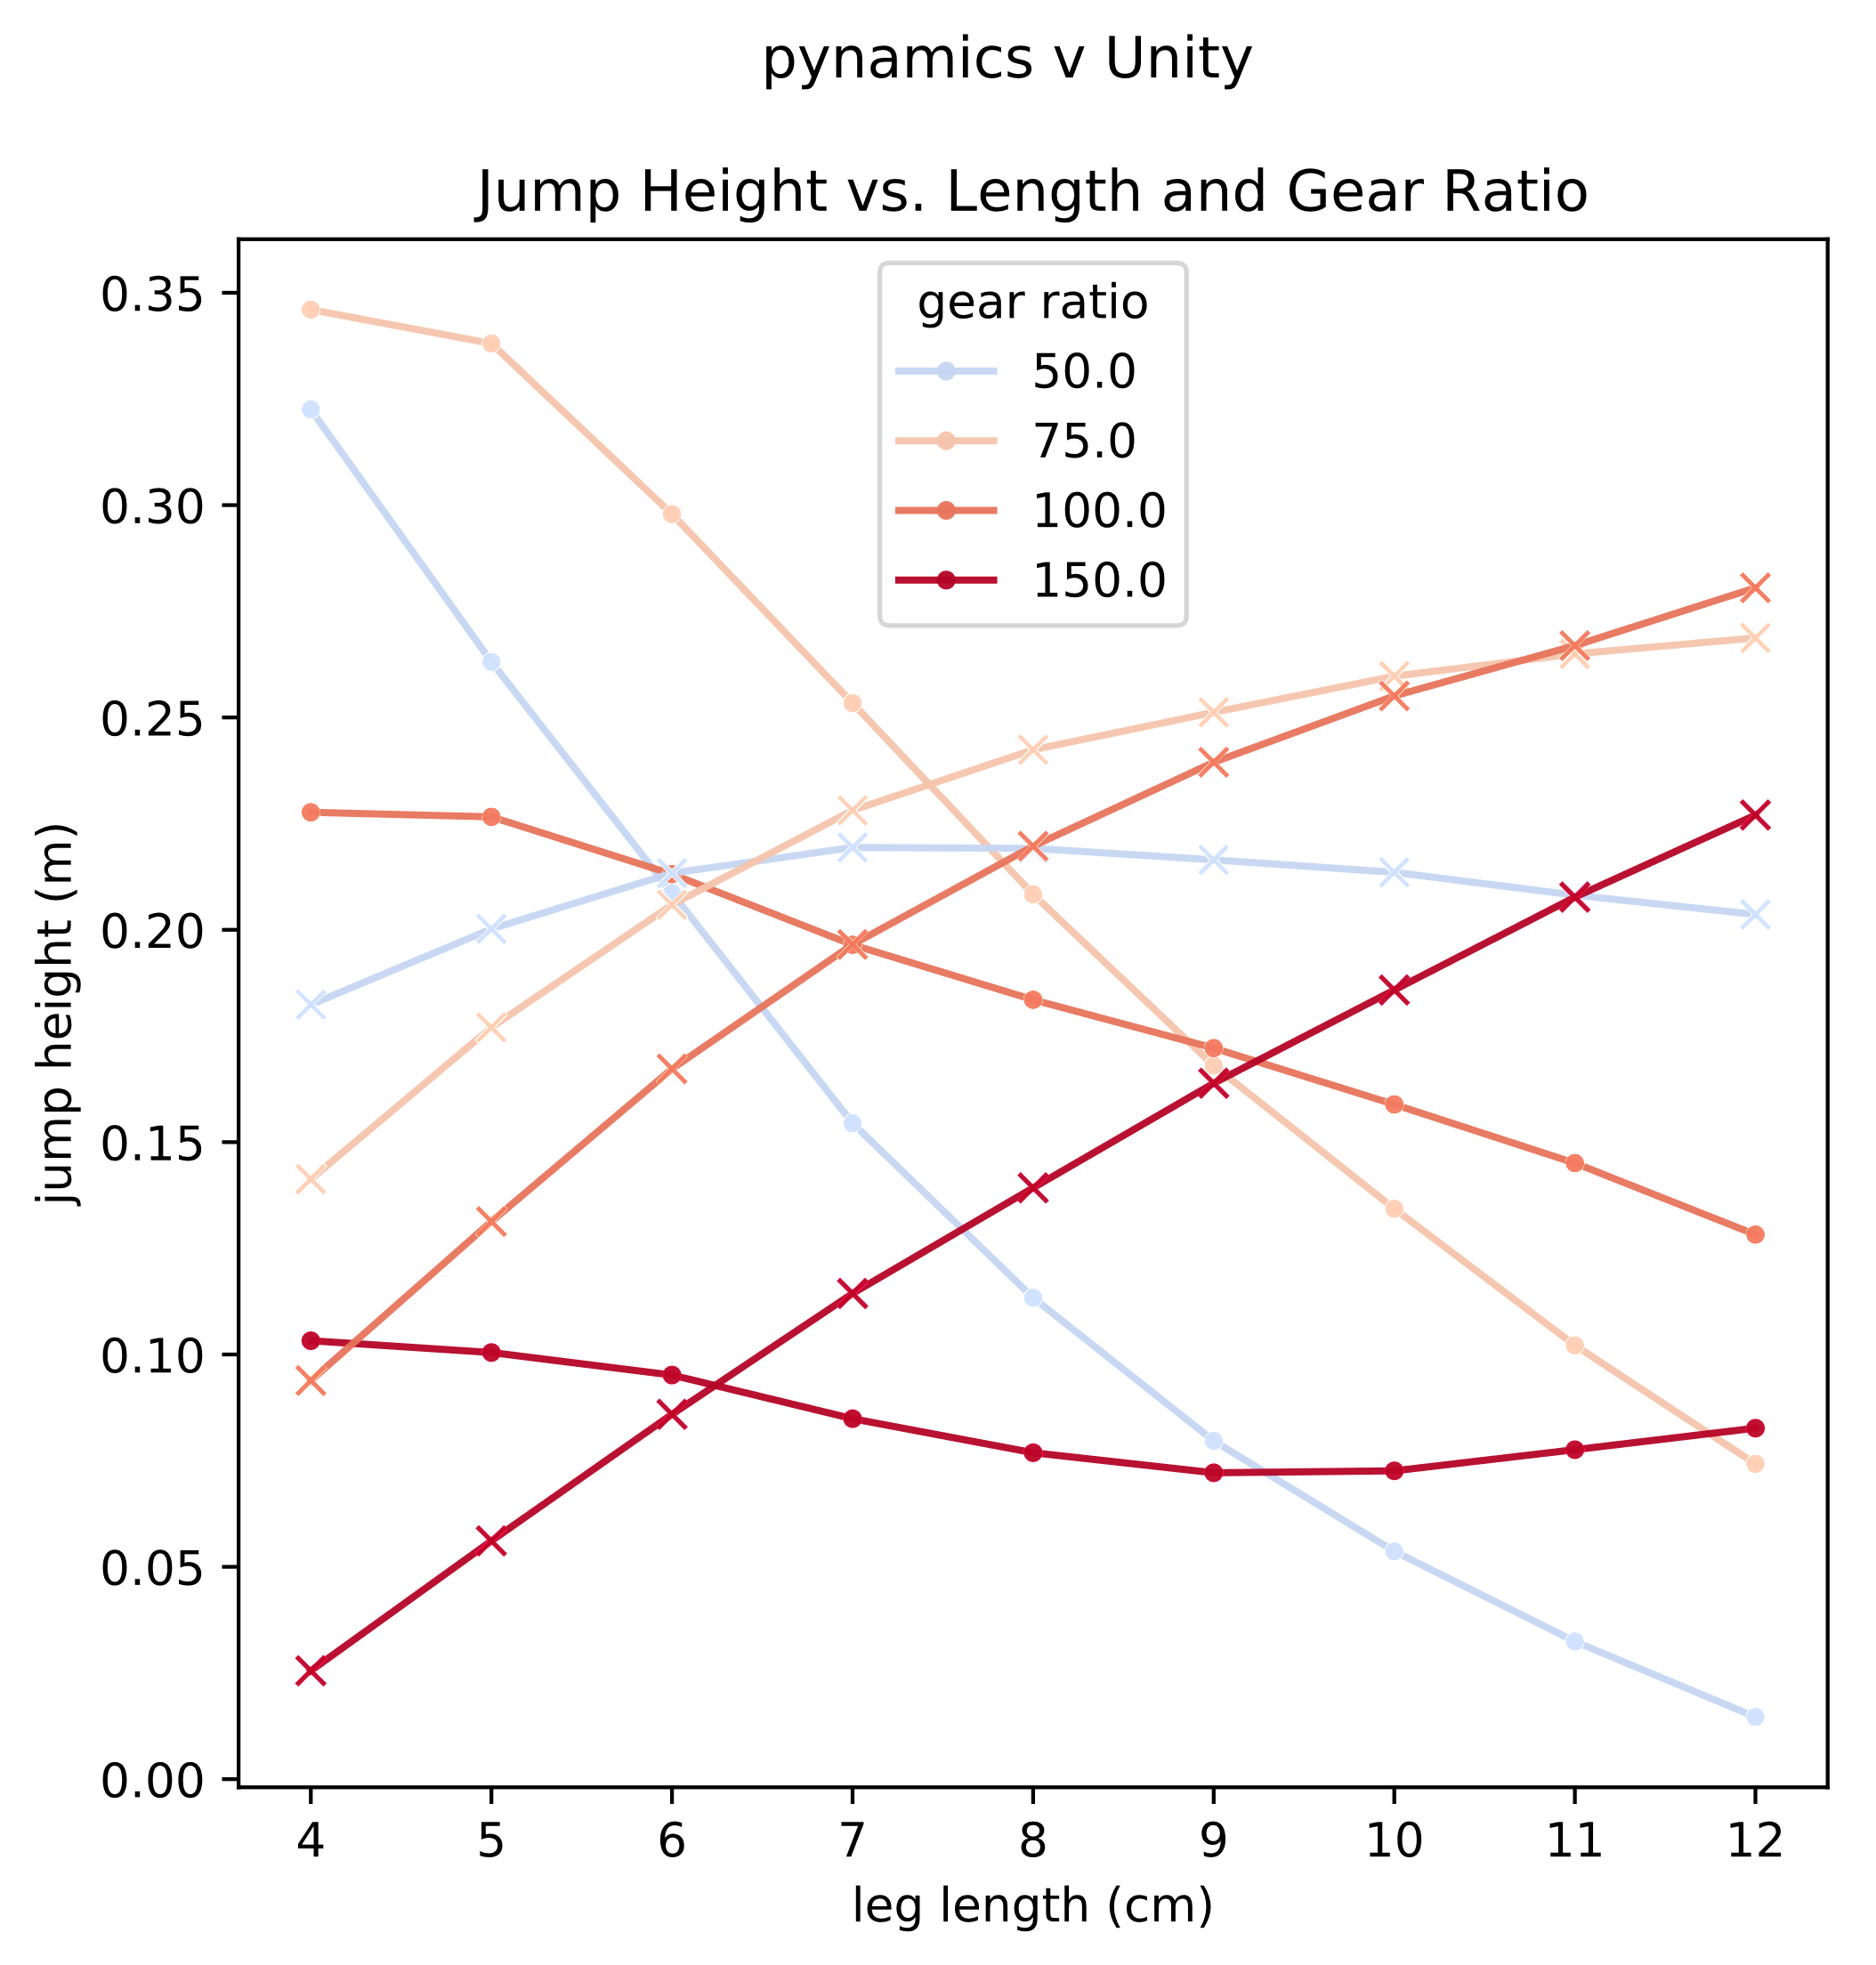 pynamics v Unity
Jump Height vs. Length and Gear Ratio
gear ratio
50.0
75.0
100.0
150.0
jump height (m)
0.35
0.30
0.25
0.20
0.15
0.10
0.05
0.00
4 5 6 7 8 9 10 11 12
leg length (cm)